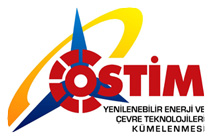 OSTİM
YENİLENEBİLİR ENERJİ VE
ÇEVRE TEKNOLOJİLERİ
KÜMELENMESİ